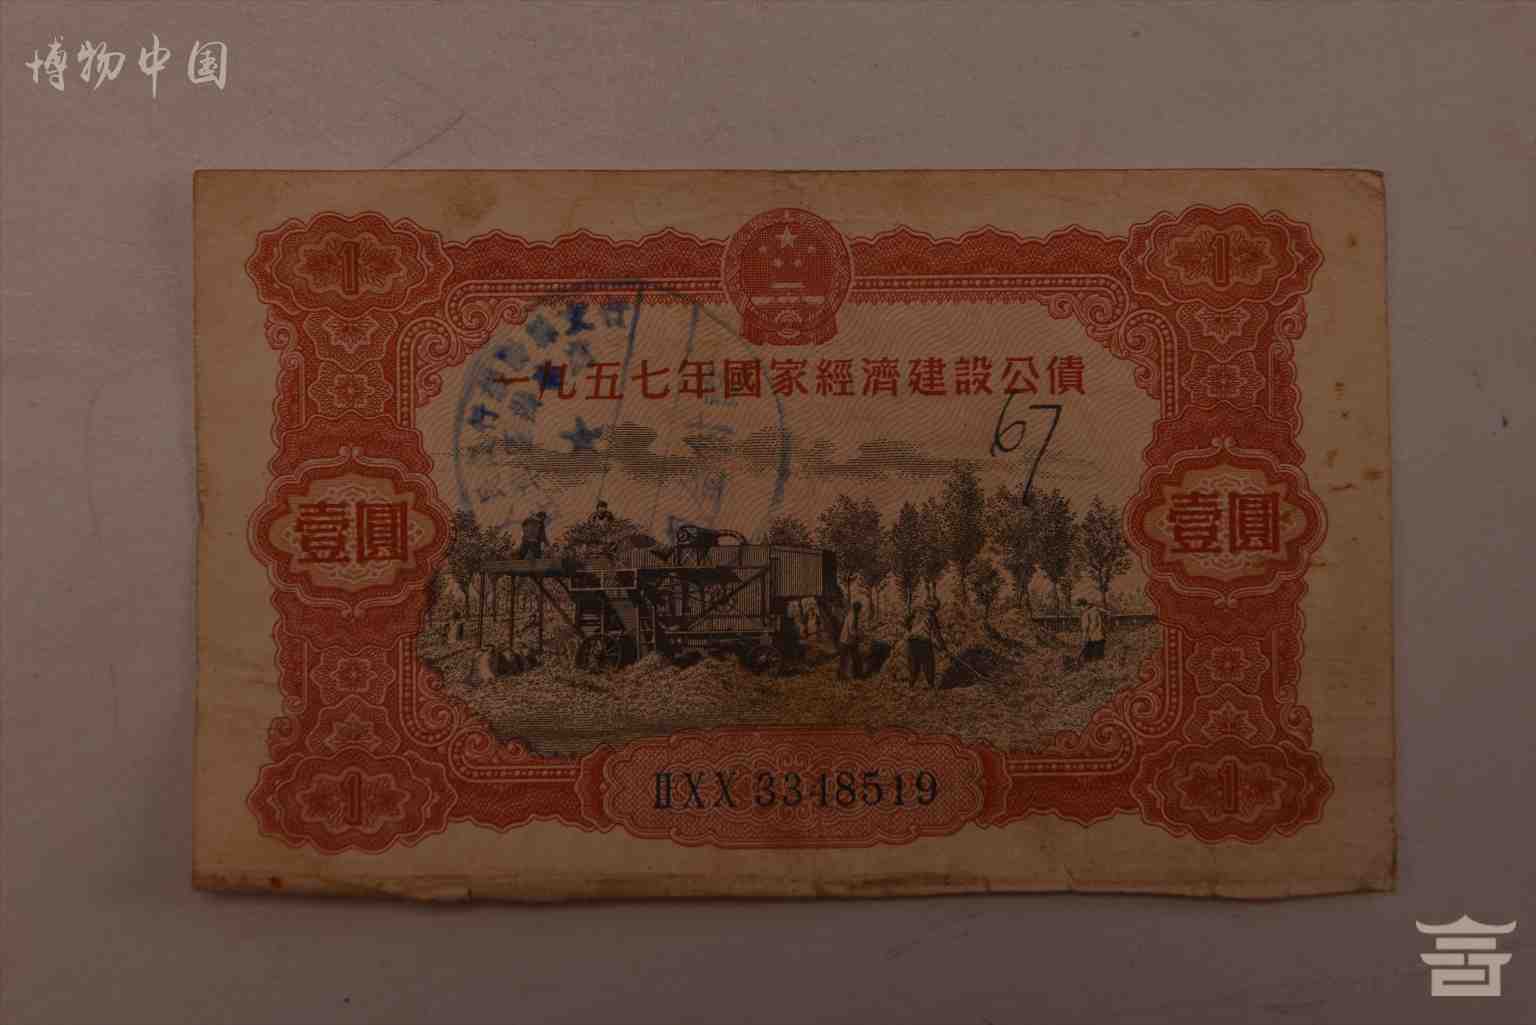 博物中国
1 1
一九五七年國家經濟建設公債
67
壹圓 壹圓
ⅡXX 3348519
1 1